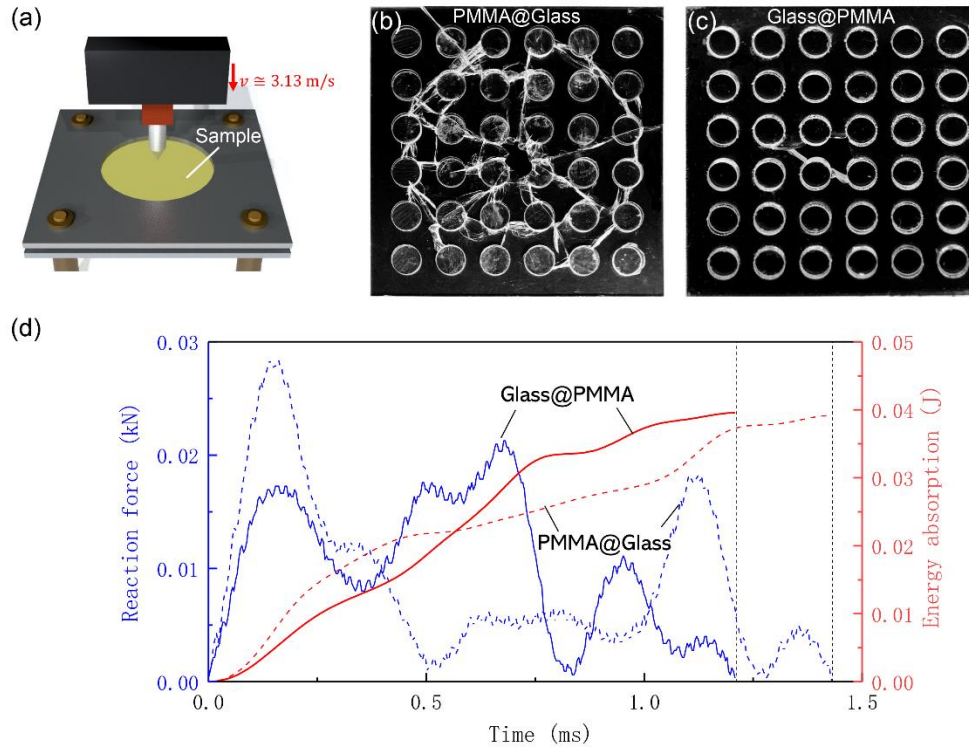 (a)
v ≅ 3.13 m/s
Sample
(b)
PMMA@Glass
(c)
Glass@PMMA
(d)
0.03
0.02
0.01
0.00
Reaction force (kN)
Glass@PMMA
PMMA@Glass
0.05
0.04
0.03
0.02
0.01
0.00
Energy absorption (J)
0.0
0.5
1.0
1.5
Time (ms)